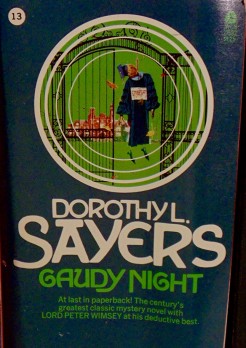 13
DOROTHY L.
SAYERS
GAUDY NIGHT
At last in paperback! The century's
greatest classic mystery novel with
LORD PETER WIMSEY at his deductive best.